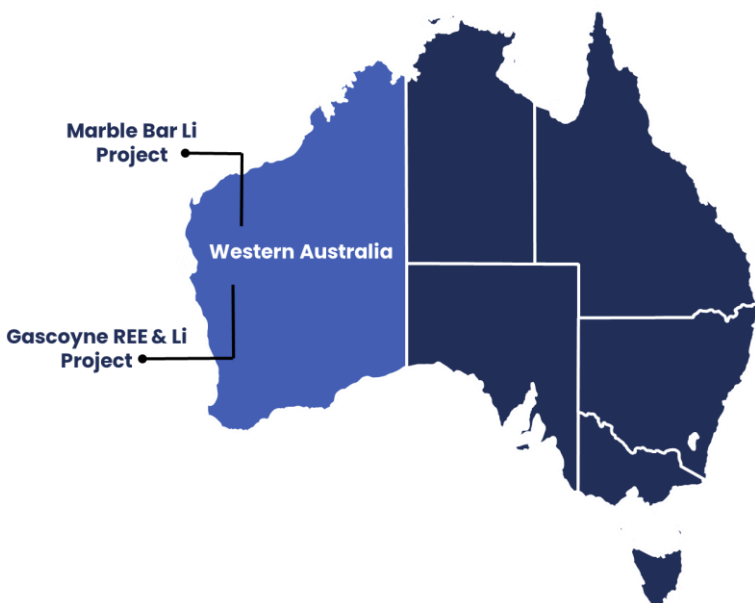 Marble Bar Li
Project
Western Australia
Gascoyne REE & Li
Project